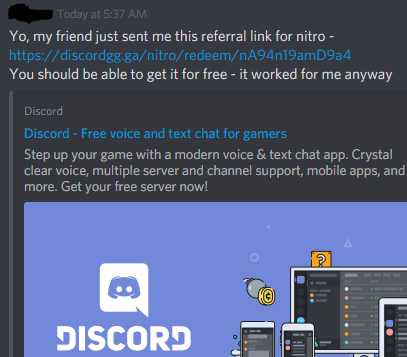 Today at 5:37 AM
Yo, my friend just sent me this referral link for nitro -
https://discordgg.ga/nitro/redeem/nA94n19amD9a4
You should be able to get it for free - it worked for me anyway
Discord
Discord - Free voice and text chat for gamers
Step up your game with a modern voice & text chat app. Crystal
clear voice, multiple server and channel support, mobile apps, and
more. Get your free server now!
?
DISCORD